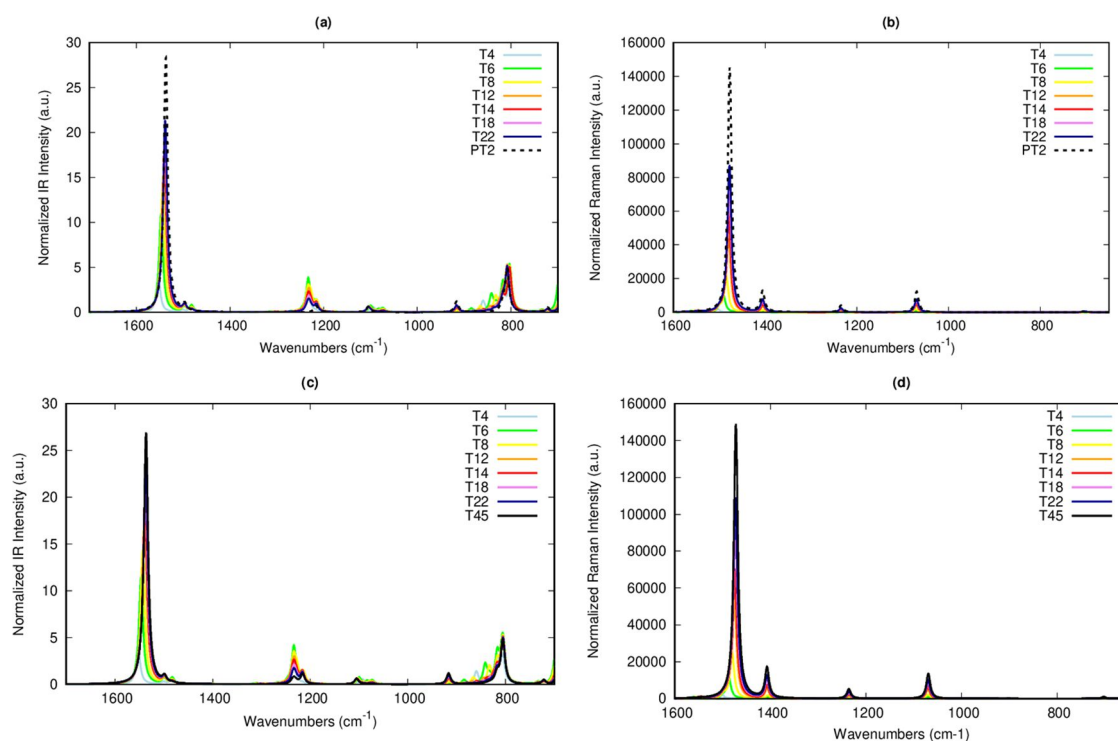 (a)
Normalized IR Intensity (a.u.)
30
25
20
15
10
5
0
1600
1400
1200
1000
800
Wavenumbers (cm-1)
T4
T6
T8
T12
T14
T18
T22
PT2
(b)
Normalized Raman Intensity (a.u.)
160000
140000
120000
100000
80000
60000
40000
20000
0
1600
1400
1200
1000
800
Wavenumbers (cm-1)
T4
T6
T8
T12
T14
T18
T22
PT2
(c)
Normalized IR Intensity (a.u.)
30
25
20
15
10
5
0
1600
1400
1200
1000
800
Wavenumbers (cm-1)
T4
T6
T8
T12
T14
T18
T22
T45
(d)
Normalized Raman Intensity (a.u.)
160000
140000
120000
100000
80000
60000
40000
20000
0
1600
1400
1200
1000
800
Wavenumbers (cm-1)
T4
T6
T8
T12
T14
T18
T22
T45